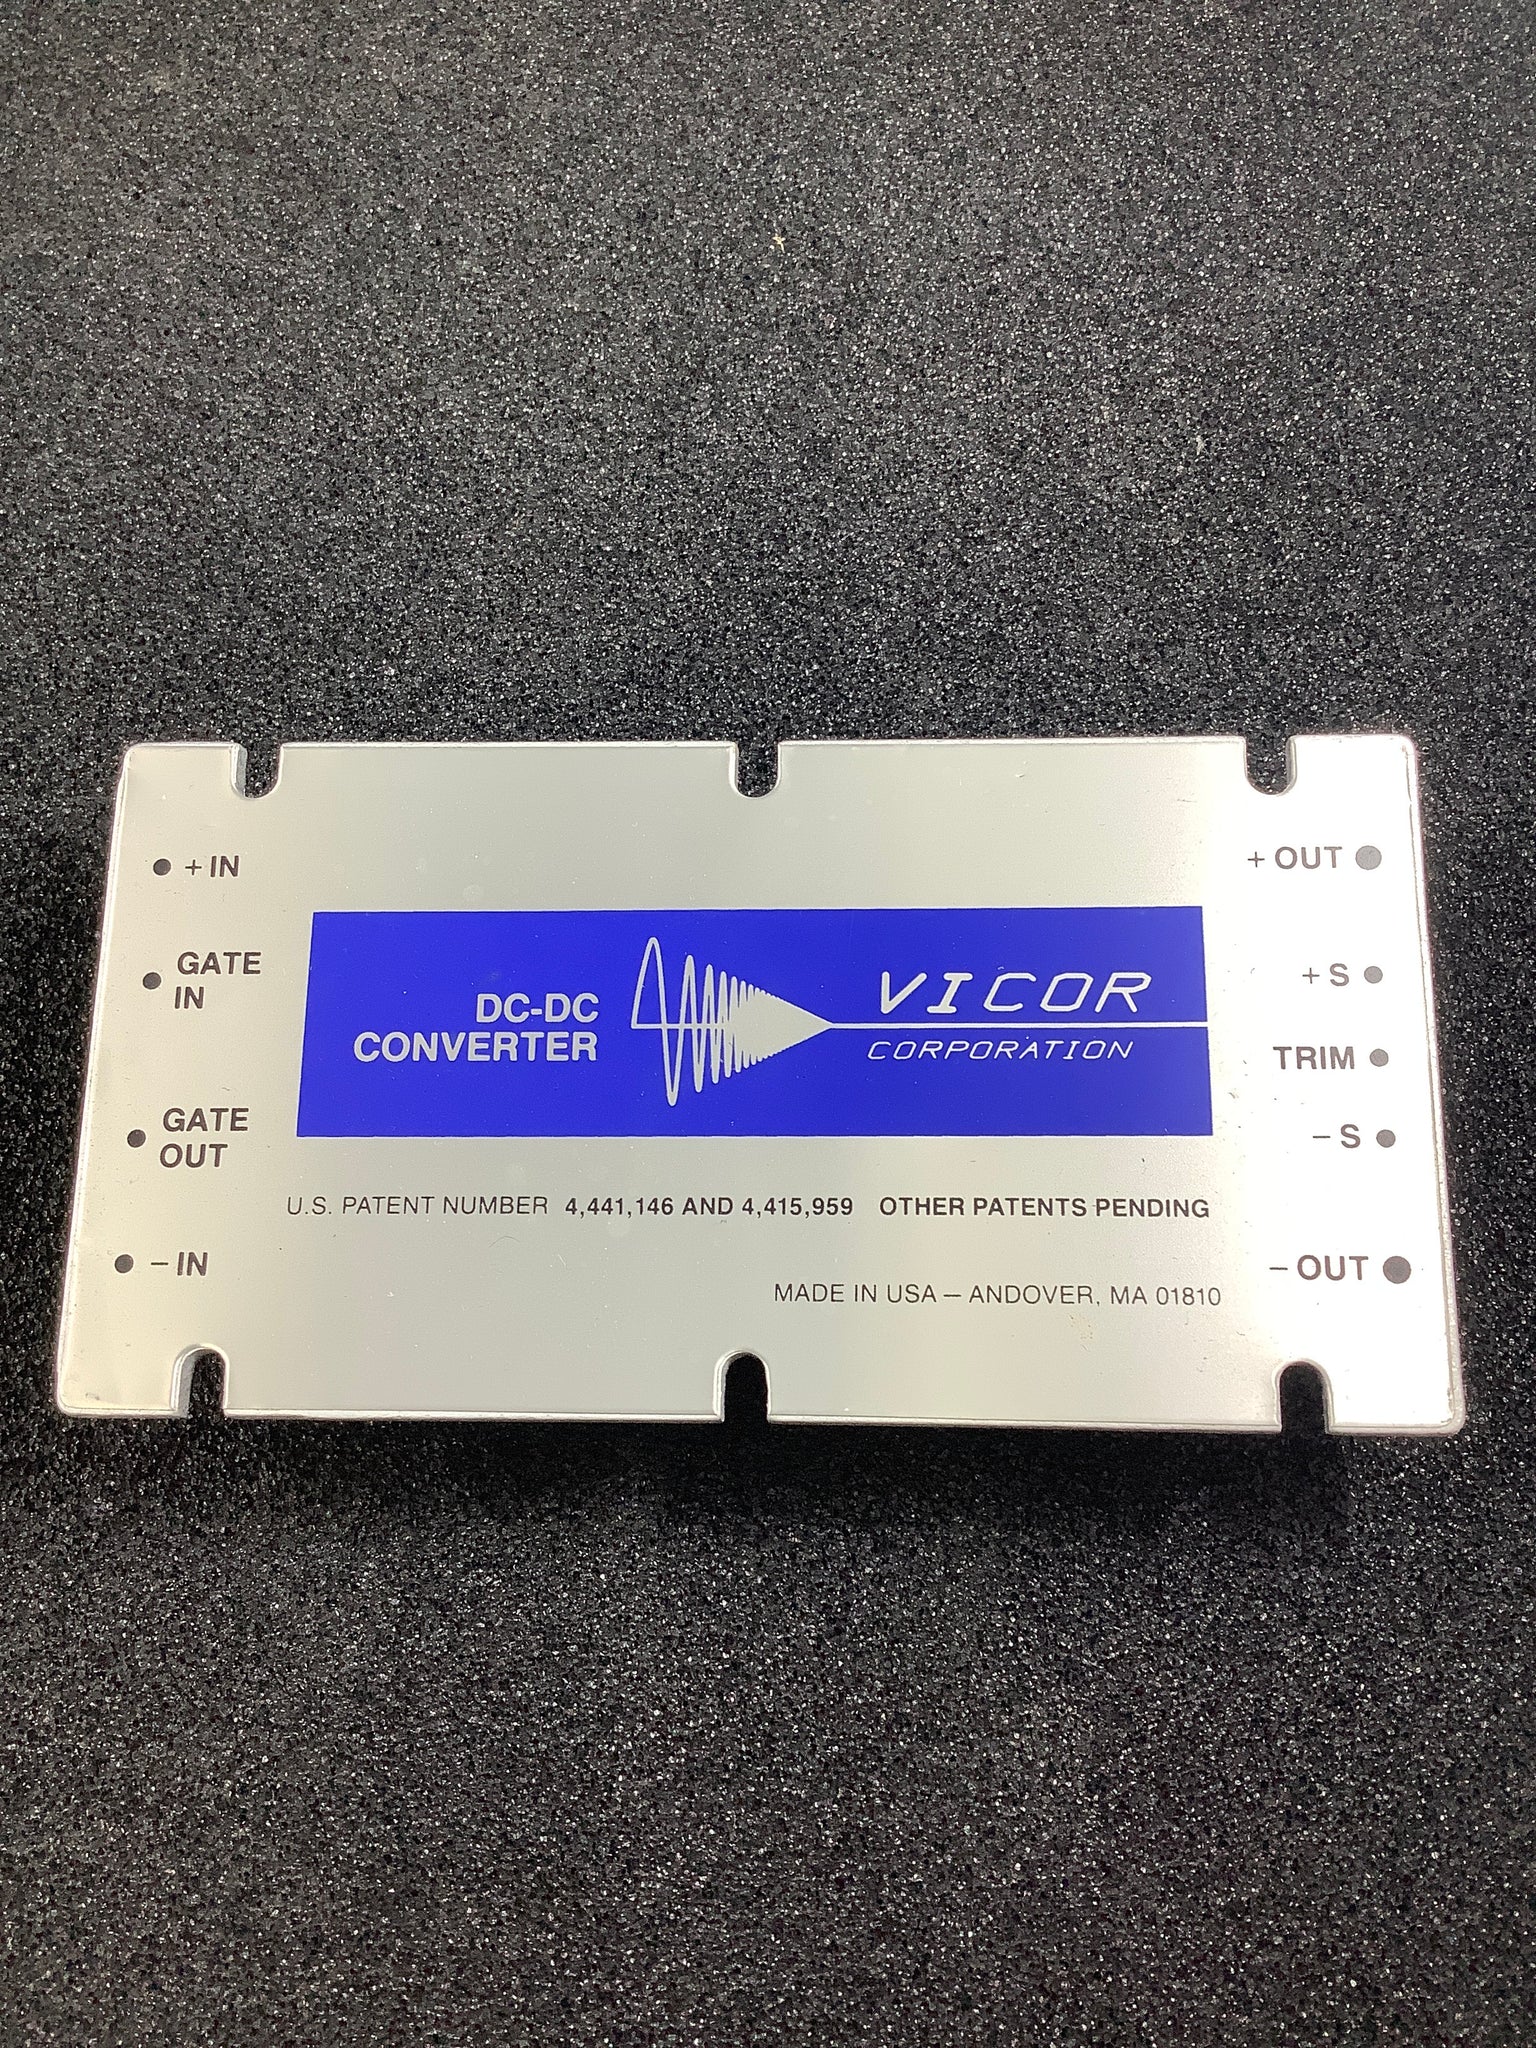 + IN
GATE
IN
GATE
OUT
– IN
DC-DC
CONVERTER
VICOR
CORPORATION
U.S. PATENT NUMBER 4,441,146 AND 4,415,959 OTHER PATENTS PENDING
MADE IN USA – ANDOVER, MA 01810
+ OUT
+ S
TRIM
– S
– OUT